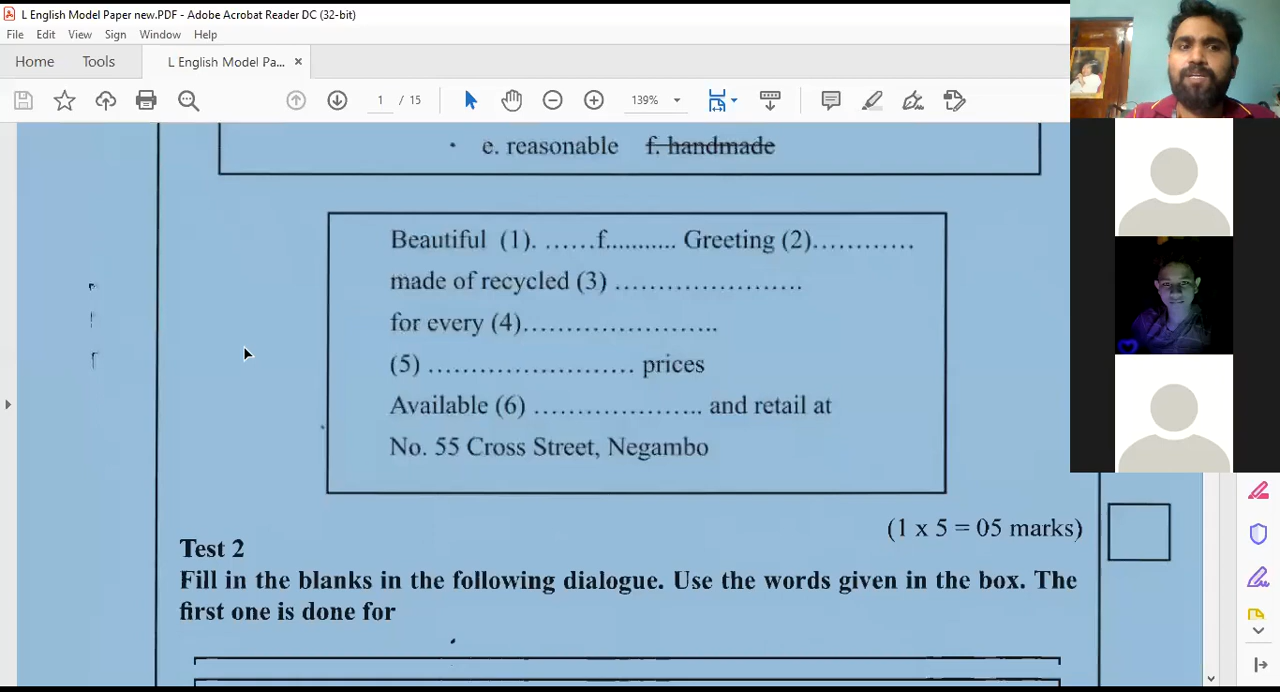 L English Model Paper new.PDF - Adobe Acrobat Reader DC (32-bit)
File Edit View Sign Window Help
Home Tools L English Model Pa... ×
1 / 15 139%
e. reasonable f. handmade
Beautiful (1). ……f........... Greeting (2)…………
made of recycled (3) ………………….
for every (4)…………………..
(5) …………………… prices
Available (6) ……………….. and retail at
No. 55 Cross Street, Negambo
(1 x 5 = 05 marks)
Test 2
Fill in the blanks in the following dialogue. Use the words given in the box. The
first one is done for